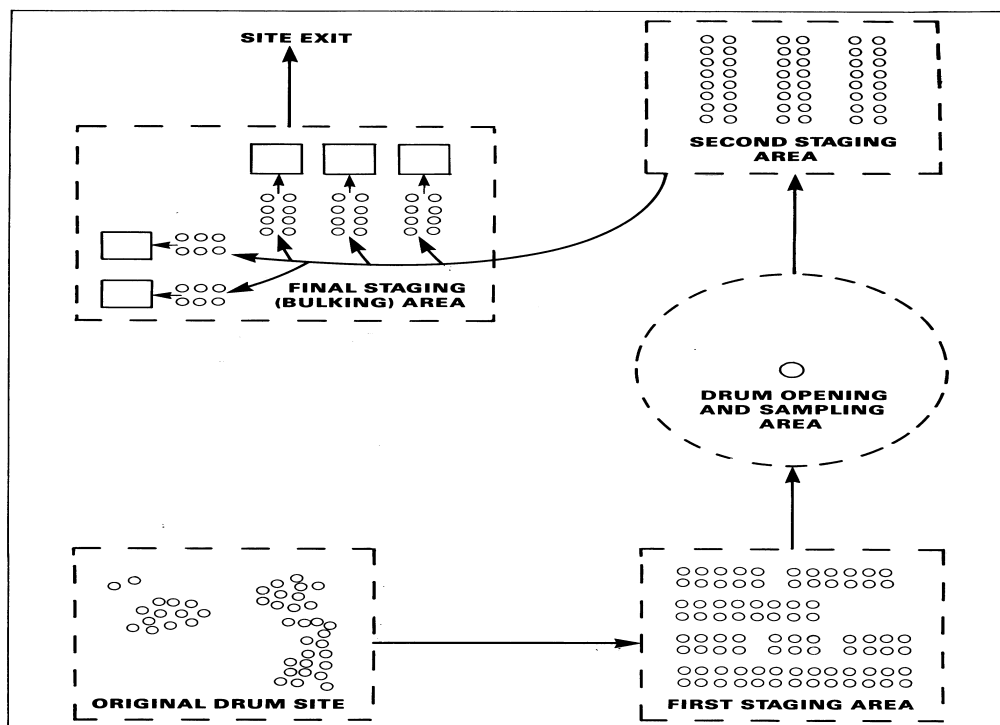 SITE EXIT
SECOND STAGING
AREA
FINAL STAGING
(BULKING) AREA
DRUM OPENING
AND SAMPLING
AREA
ORIGINAL DRUM SITE
FIRST STAGING AREA